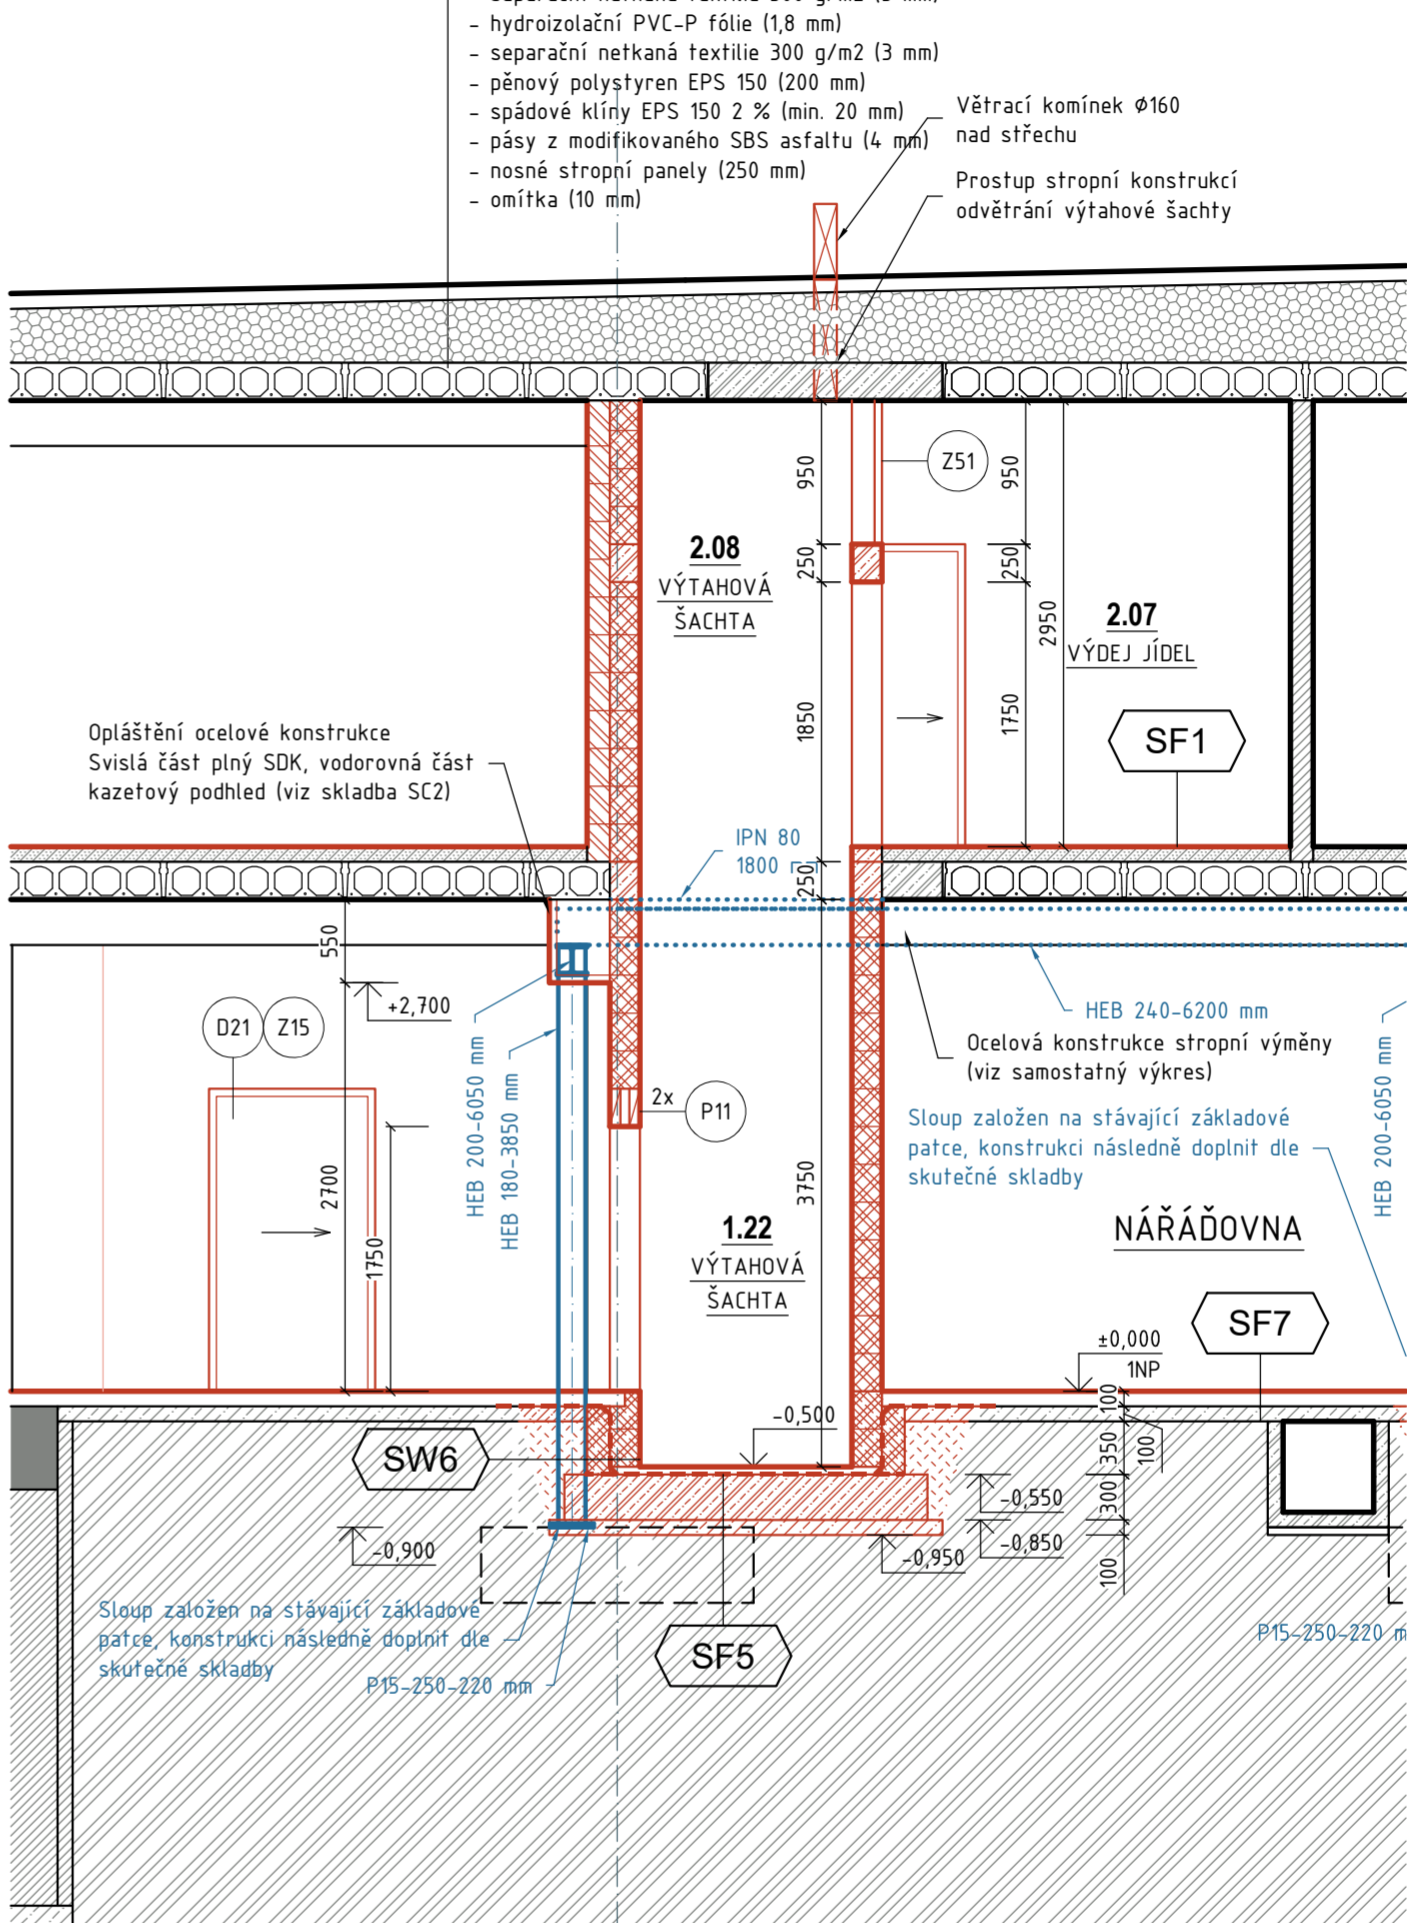 - separační netkaná textilie 300 g/m2 (3 mm)
- hydroizolační PVC-P fólie (1,8 mm)
- separační netkaná textilie 300 g/m2 (3 mm)
- pěnový polystyren EPS 150 (200 mm)
- spádové klíny EPS 150 2 % (min. 20 mm)
- pásy z modifikovaného SBS asfaltu (4 mm)
- nosné stropní panely (250 mm)
- omítka (10 mm)
Větrací komínek Ø160
nad střechu
Prostup stropní konstrukcí
odvětrání výtahové šachty
950
Z51
950
250
250
2.08
VÝTAHOVÁ
ŠACHTA
2950
2.07
VÝDEJ JÍDEL
1850
1750
SF1
Opláštění ocelové konstrukce
Svislá část plný SDK, vodorovná část
kazetový podhled (viz skladba SC2)
IPN 80
1800
250
550
+2,700
D21
Z15
HEB 200-6050 mm
HEB 180-3850 mm
HEB 240-6200 mm
Ocelová konstrukce stropní výměny
(viz samostatný výkres)
2x
P11
Sloup založen na stávající základové
patce, konstrukci následně doplnit dle
skutečné skladby
HEB 200-6050 mm
2700
1750
3750
1.22
VÝTAHOVÁ
ŠACHTA
NÁŘAĎOVNA
SF7
±0,000
1NP
100
-0,500
350
100
SW6
-0,550
300
-0,850
-0,900
-0,950
100
Sloup založen na stávající základové
patce, konstrukci následně doplnit dle
skutečné skladby
P15-250-220 mm
SF5
P15-250-220 m